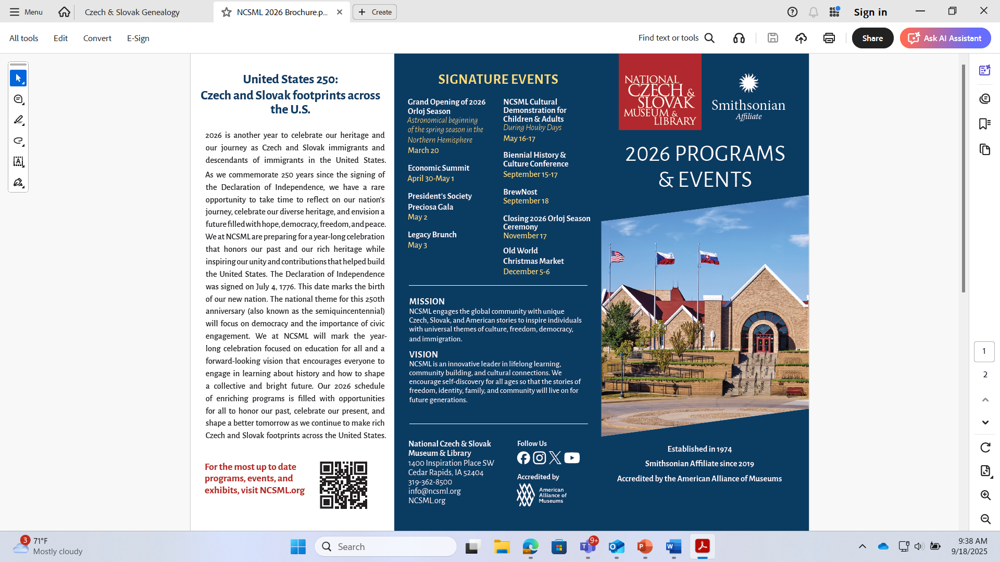 Menu
Czech & Slovak Genealogy
NCSML 2026 Brochure.p...
Create
Sign in
All tools
Edit
Convert
E-Sign
Find text or tools
Share
Ask AI Assistant
United States 250:
Czech and Slovak footprints across
the U.S.
2026 is another year to celebrate our heritage and
our journey as Czech and Slovak immigrants and
descendants of immigrants in the United States.
As we commemorate 250 years since the signing of
the Declaration of Independence, we have a rare
opportunity to take time to reflect on our nation's
journey, celebrate our diverse heritage, and envision a
future filled with hope, democracy, freedom, and peace.
We at NCSML are preparing for a year-long celebration
that honors our past and our rich heritage while
inspiring our unity and contributions that helped build
the United States. The Declaration of Independence
was signed on July 4, 1776. This date marks the birth
of our new nation. The national theme for this 250th
anniversary (also known as the semiquincentennial)
will focus on democracy and the importance of civic
engagement. We at NCSML will mark the year-
long celebration focused on education for all and a
forward-looking vision that encourages everyone to
engage in learning about history and how to shape
a collective and bright future. Our 2026 schedule
of enriching programs is filled with opportunities
for all to honor our past, celebrate our present, and
shape a better tomorrow as we continue to make rich
Czech and Slovak footprints across the United States.
For the most up to date
programs, events, and
exhibits, visit NCSML.org
SIGNATURE EVENTS
Grand Opening of 2026
Orloj Season
Astronomical beginning
of the spring season in the
Northern Hemisphere
March 20
Economic Summit
April 30-May 1
President's Society
Preciosa Gala
May 2
Legacy Brunch
May 3
NCSML Cultural
Demonstration for
Children & Adults
During Houby Days
May 16-17
Biennial History &
Culture Conference
September 15-17
BrewNost
September 18
Closing 2026 Orloj Season
Ceremony
November 17
Old World
Christmas Market
December 5-6
MISSION
NCSML engages the global community with unique
Czech, Slovak, and American stories to inspire individuals
with universal themes of culture, freedom, democracy,
and immigration.
VISION
NCSML is an innovative leader in lifelong learning,
community building, and cultural connections. We
encourage self-discovery for all ages so that the stories of
freedom, identity, family, and community will live on for
future generations.
National Czech & Slovak
Museum & Library
1400 Inspiration Place SW
Cedar Rapids, IA 52404
319-362-8500
info@ncsml.org
NCSML.org
Follow Us
Accredited by
American
Alliance of
Museums
NATIONAL
CZECH &
SLOVAK
MUSEUM &
LIBRARY
Smithsonian
Affiliate
2026 PROGRAMS
& EVENTS
Established in 1974
Smithsonian Affiliate since 2019
Accredited by the American Alliance of Museums
1
2
3
71°F
Mostly cloudy
Search
9+
9:38 AM
9/18/2025